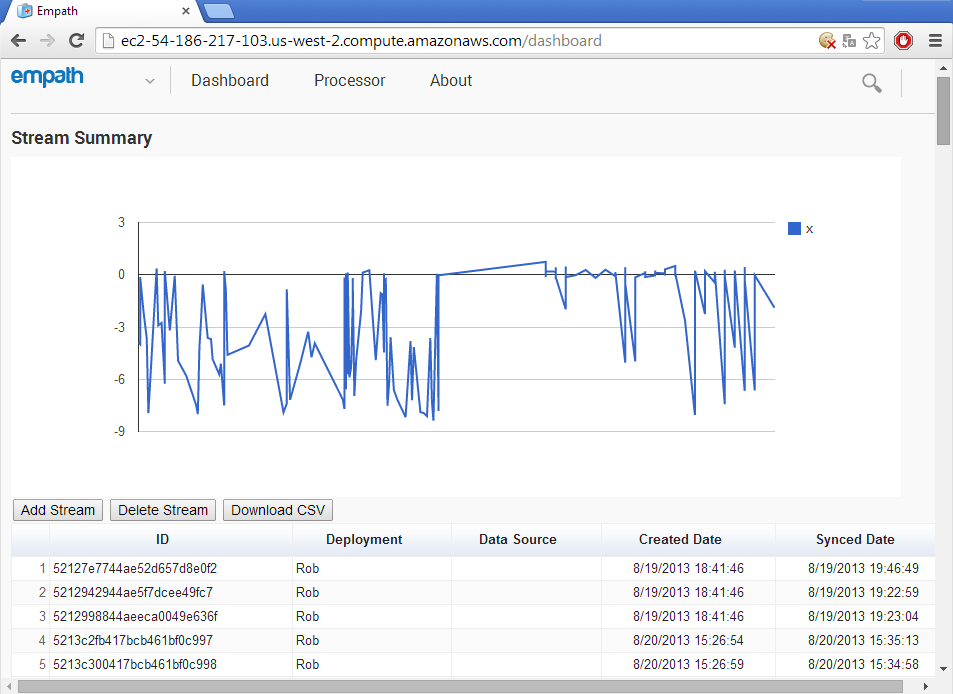 Empath
ec2-54-186-217-103.us-west-2.compute.amazonaws.com/dashboard
empath Dashboard Processor About
Stream Summary
3
x
0
-3
-6
-9
Add Stream Delete Stream Download CSV
ID Deployment Data Source Created Date Synced Date
1 52127e7744ae52d657d8e0f2 Rob 8/19/2013 18:41:46 8/19/2013 19:46:49
2 5212942944ae5f7dcee49fc7 Rob 8/19/2013 18:41:46 8/19/2013 19:22:59
3 5212998844aeeca0049e636f Rob 8/19/2013 18:41:46 8/19/2013 19:23:04
4 5213c2fb417bcb461bf0c997 Rob 8/20/2013 15:26:54 8/20/2013 15:35:13
5 5213c300417bcb461bf0c998 Rob 8/20/2013 15:26:59 8/20/2013 15:34:58